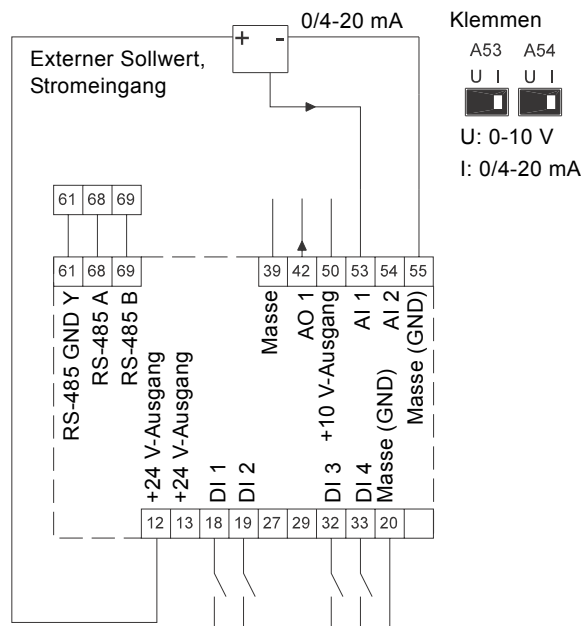 + - 0/4-20 mA
Externer Sollwert,
Stromeingang
Klemmen
A53 A54
U I U I
U: 0-10 V
I: 0/4-20 mA
61 68 69
61 68 69
39 42 50 53 54 55
RS-485 GND Y
RS-485 A
RS-485 B
Masse
AO 1
+10 V-Ausgang
AI 1
AI 2
Masse (GND)
+24 V-Ausgang
+24 V-Ausgang
DI 1
DI 2
DI 3
DI 4
Masse (GND)
12 13 18 19 27 29 32 33 20